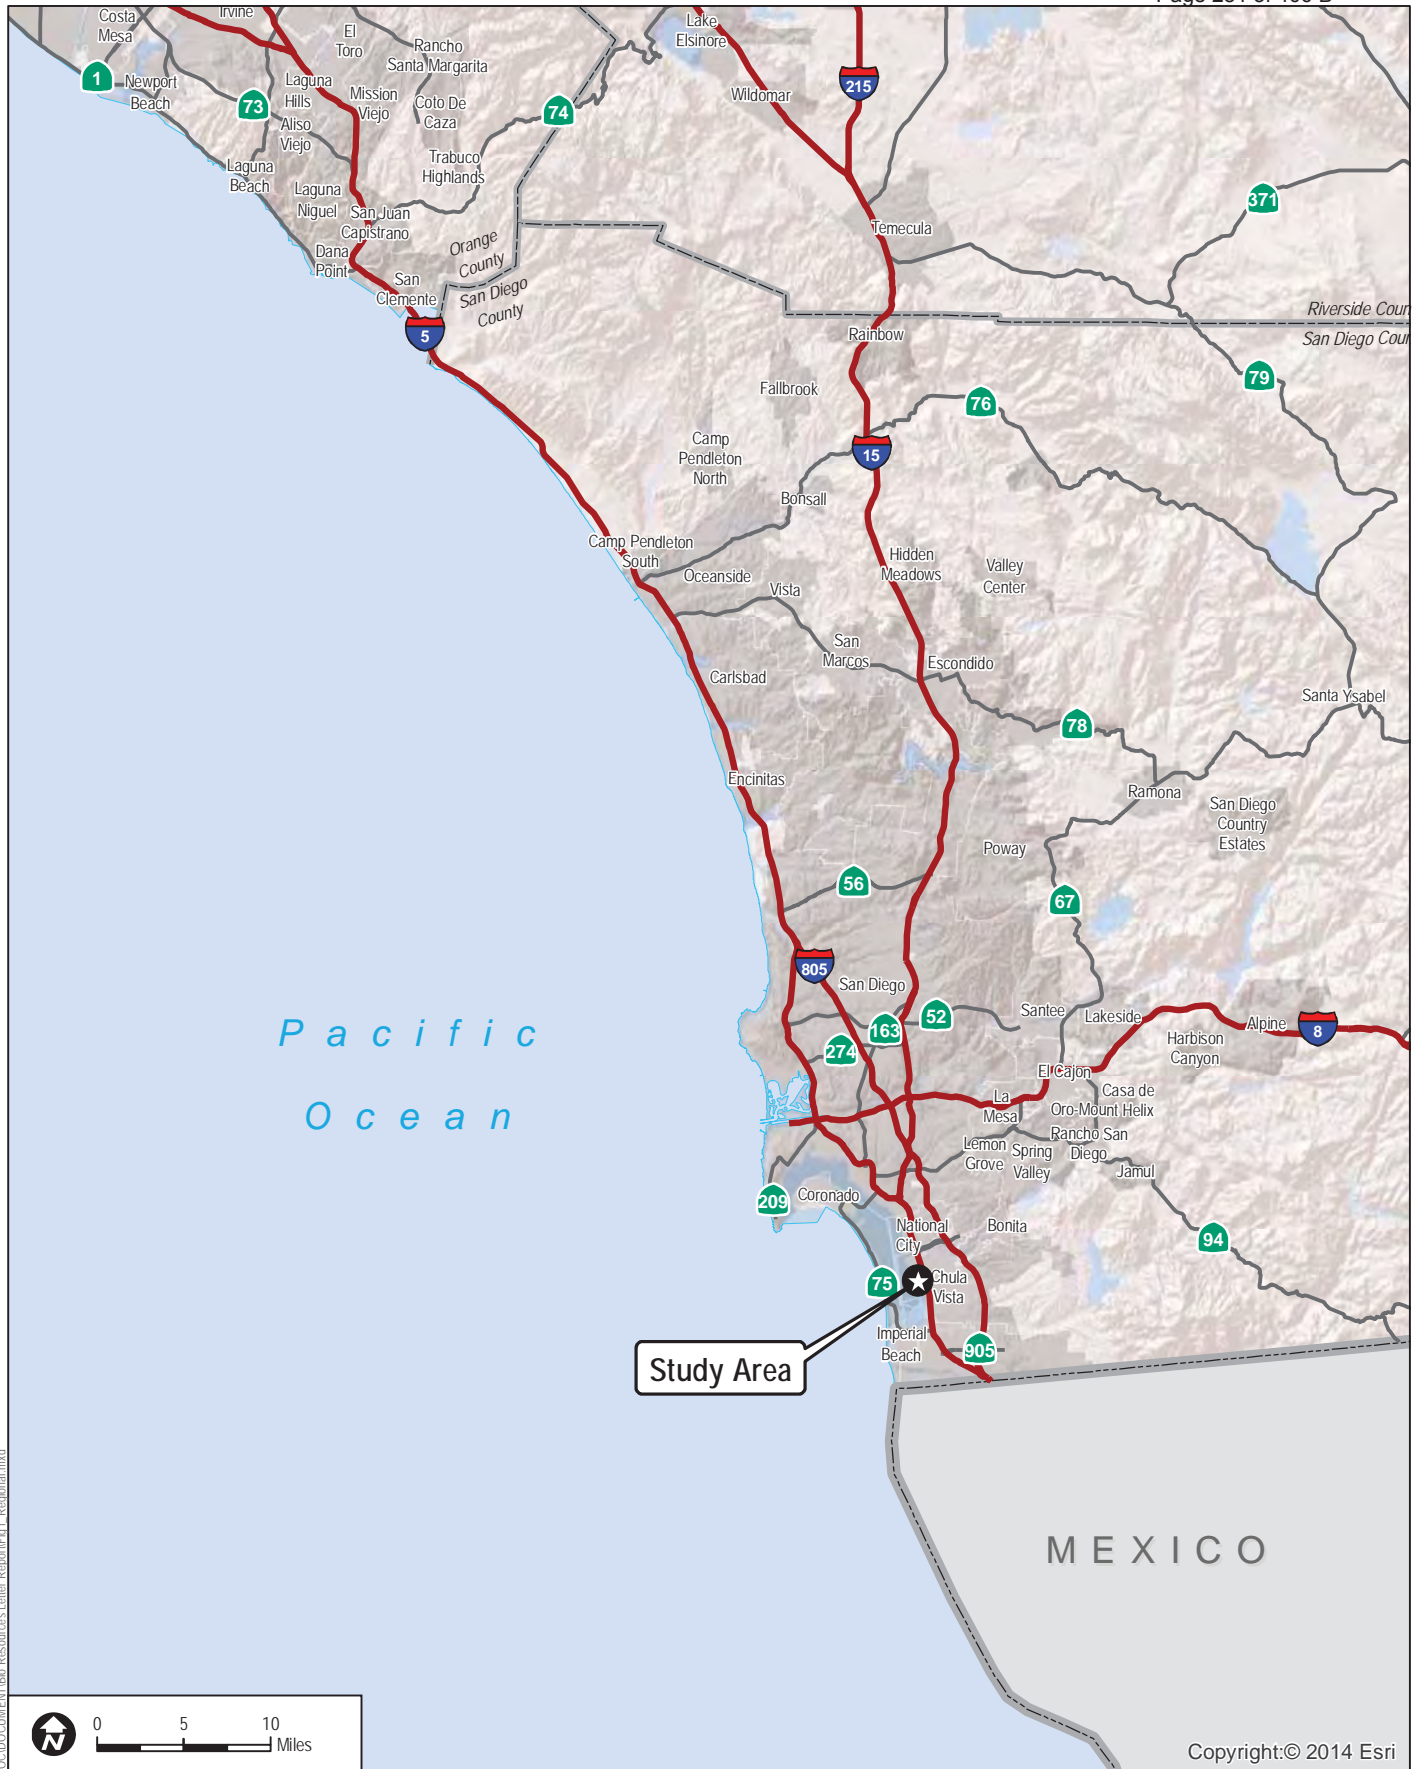 Costa
Mesa
Irvine
El
Toro
Rancho
Santa Margarita
Lake
Elsinore
1
Newport
Beach
73
Laguna
Hills
Mission
Viejo
Coto De
Caza
74
Wildomar
215
Aliso
Viejo
Trabuco
Highlands
Laguna
Beach
Laguna
Niguel
San Juan
Capistrano
371
Temecula
Dana
Point
Orange
County
San Diego
County
San
Clemente
5
Riverside Coun
San Diego Coun
Rainbow
Fallbrook
76
79
Camp
Pendleton
North
15
Bonsall
Camp Pendleton
South
Oceanside
Hidden
Meadows
Valley
Center
Vista
San
Marcos
Escondido
Carlsbad
Santa Ysabel
78
Encinitas
Ramona
San Diego
Country
Estates
Poway
56
67
805
San Diego
52
163
274
Santee
Lakeside
Alpine
8
Harbison
Canyon
El Cajon
La
Mesa
Casa de
Oro-Mount Helix
Pacific
Ocean
Lemon
Grove
Spring
Valley
Rancho San
Diego
Jamul
209
Coronado
National
City
Bonita
94
75
Chula
Vista
Imperial
Beach
905
Study Area
MEXICO
0 5 10
Miles
N
Copyright:© 2014 Esri